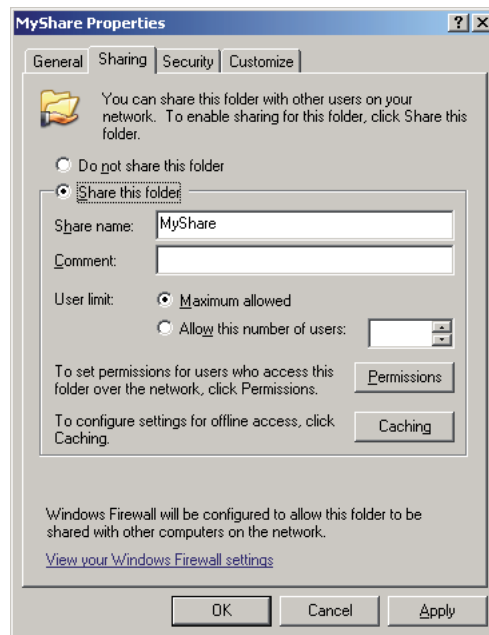 MyShare Properties
General Sharing Security Customize
You can share this folder with other users on your
network. To enable sharing for this folder, click Share this
folder.
Do not share this folder
Share this folder
Share name: MyShare
Comment:
User limit: Maximum allowed
Allow this number of users:
To set permissions for users who access this
folder over the network, click Permissions.
Permissions
To configure settings for offline access, click
Caching.
Caching
Windows Firewall will be configured to allow this folder to be
shared with other computers on the network.
View your Windows Firewall settings
OK Cancel Apply